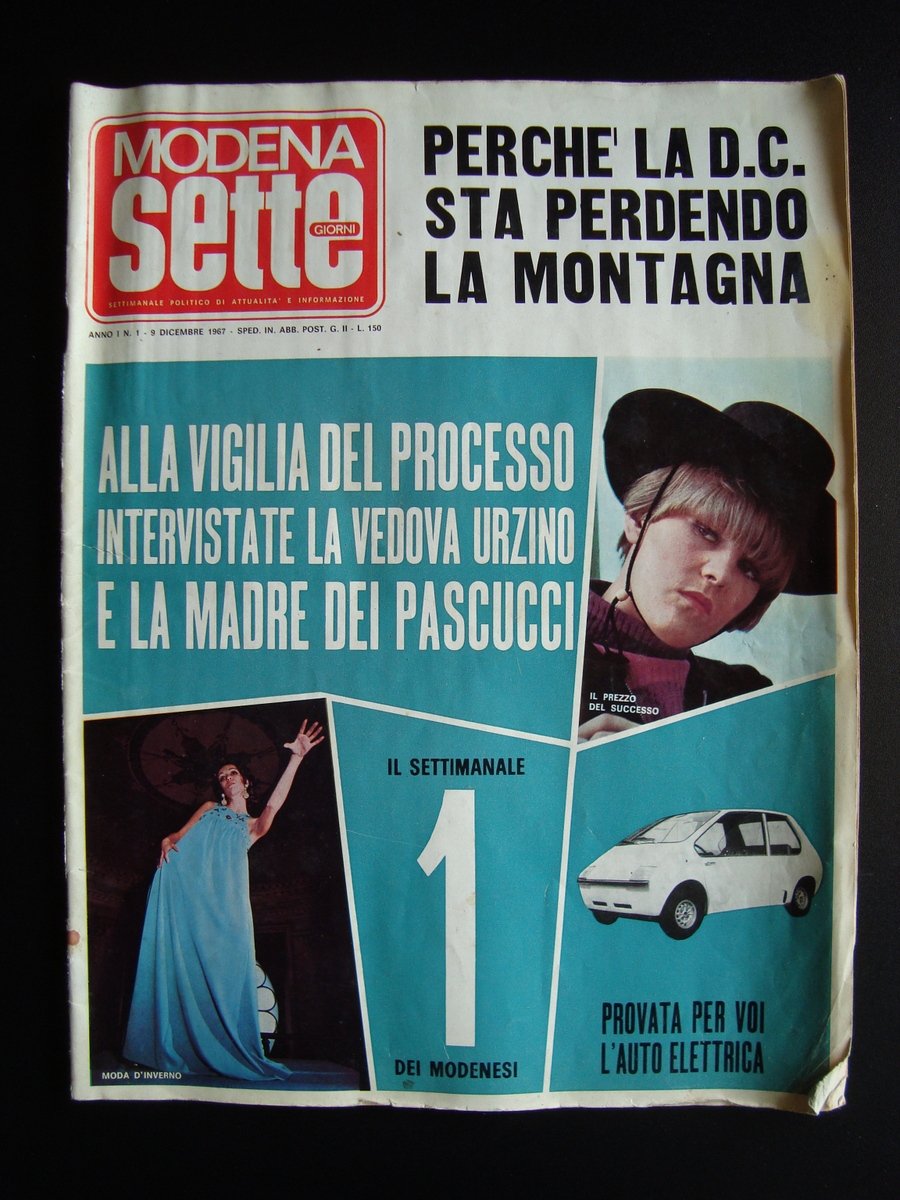 MODENA
sette
GIORNI
SETTIMANALE POLITICO DI ATTUALITA' E INFORMAZIONE
ANNO I N. 1 - 9 DICEMBRE 1967 - SPED. IN. ABB. POST. G. II - L. 150
PERCHE' LA D.C.
STA PERDENDO
LA MONTAGNA
ALLA VIGILIA DEL PROCESSO
INTERVISTATE LA VEDOVA URZINO
E LA MADRE DEI PASCUCCI
IL PREZZO
DEL SUCCESSO
IL SETTIMANALE
1
DEI MODENESI
MODA D'INVERNO
PROVATA PER VOI
L'AUTO ELETTRICA